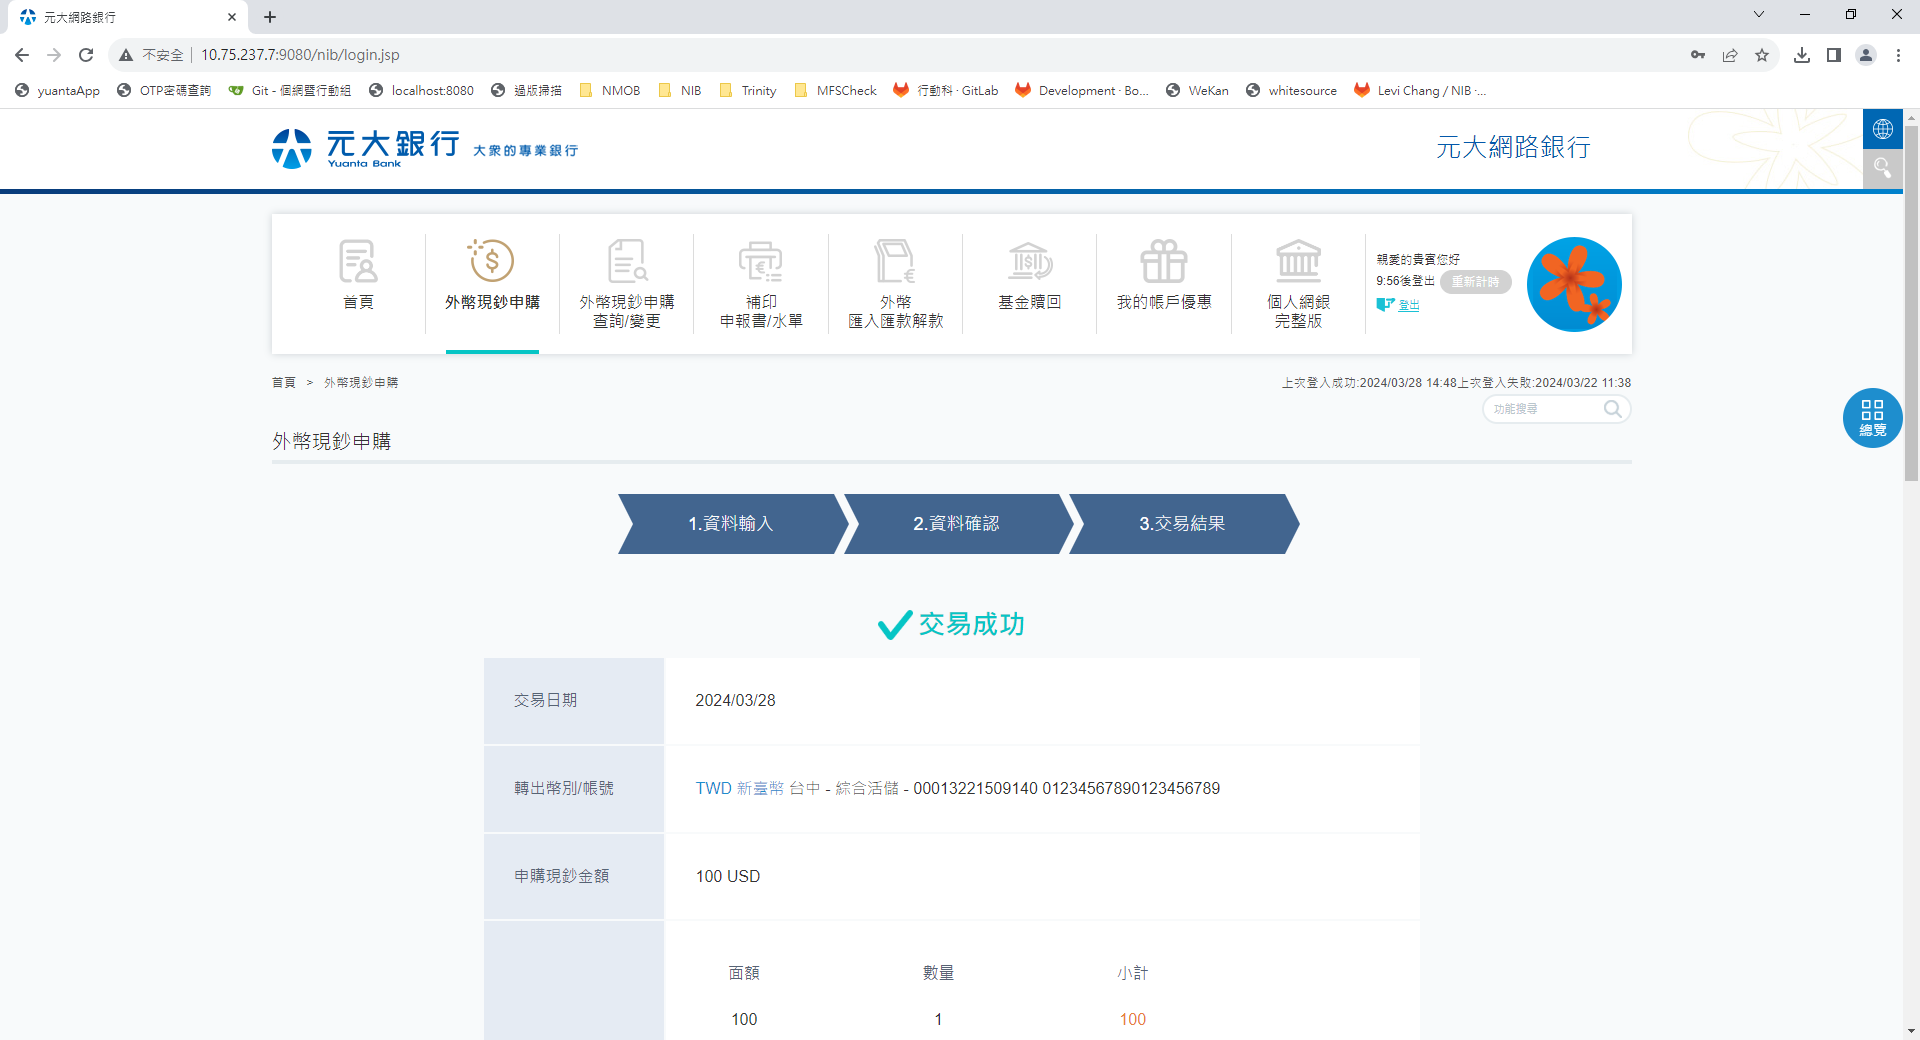 元大網路銀行
不安全 10.75.237.7:9080/nib/login.jsp
yuantaApp OTP密碼查詢 Git - 個網暨行動組 localhost:8080 過版掃描 NMOB NIB Trinity MFSCheck 行動科 · GitLab Development · Bo... WeKan whitesource Levi Chang / NIB ·...
元大銀行 大眾的專業銀行
Yuanta Bank
元大網路銀行
首頁
外幣現鈔申購
外幣現鈔申購
查詢/變更
補印
申報書/水單
外幣
匯入匯款解款
基金贖回
我的帳戶優惠
個人網銀
完整版
親愛的貴賓您好
9:56後登出 重新計時
登出
首頁 > 外幣現鈔申購
上次登入成功:2024/03/28 14:48上次登入失敗:2024/03/22 11:38
功能搜尋
總覽
外幣現鈔申購
1.資料輸入 2.資料確認 3.交易結果
交易成功
交易日期 2024/03/28
轉出幣別/帳號 TWD 新臺幣 台中 - 綜合活儲 - 00013221509140 01234567890123456789
申購現鈔金額 100 USD
面額 數量 小計
100 1 100